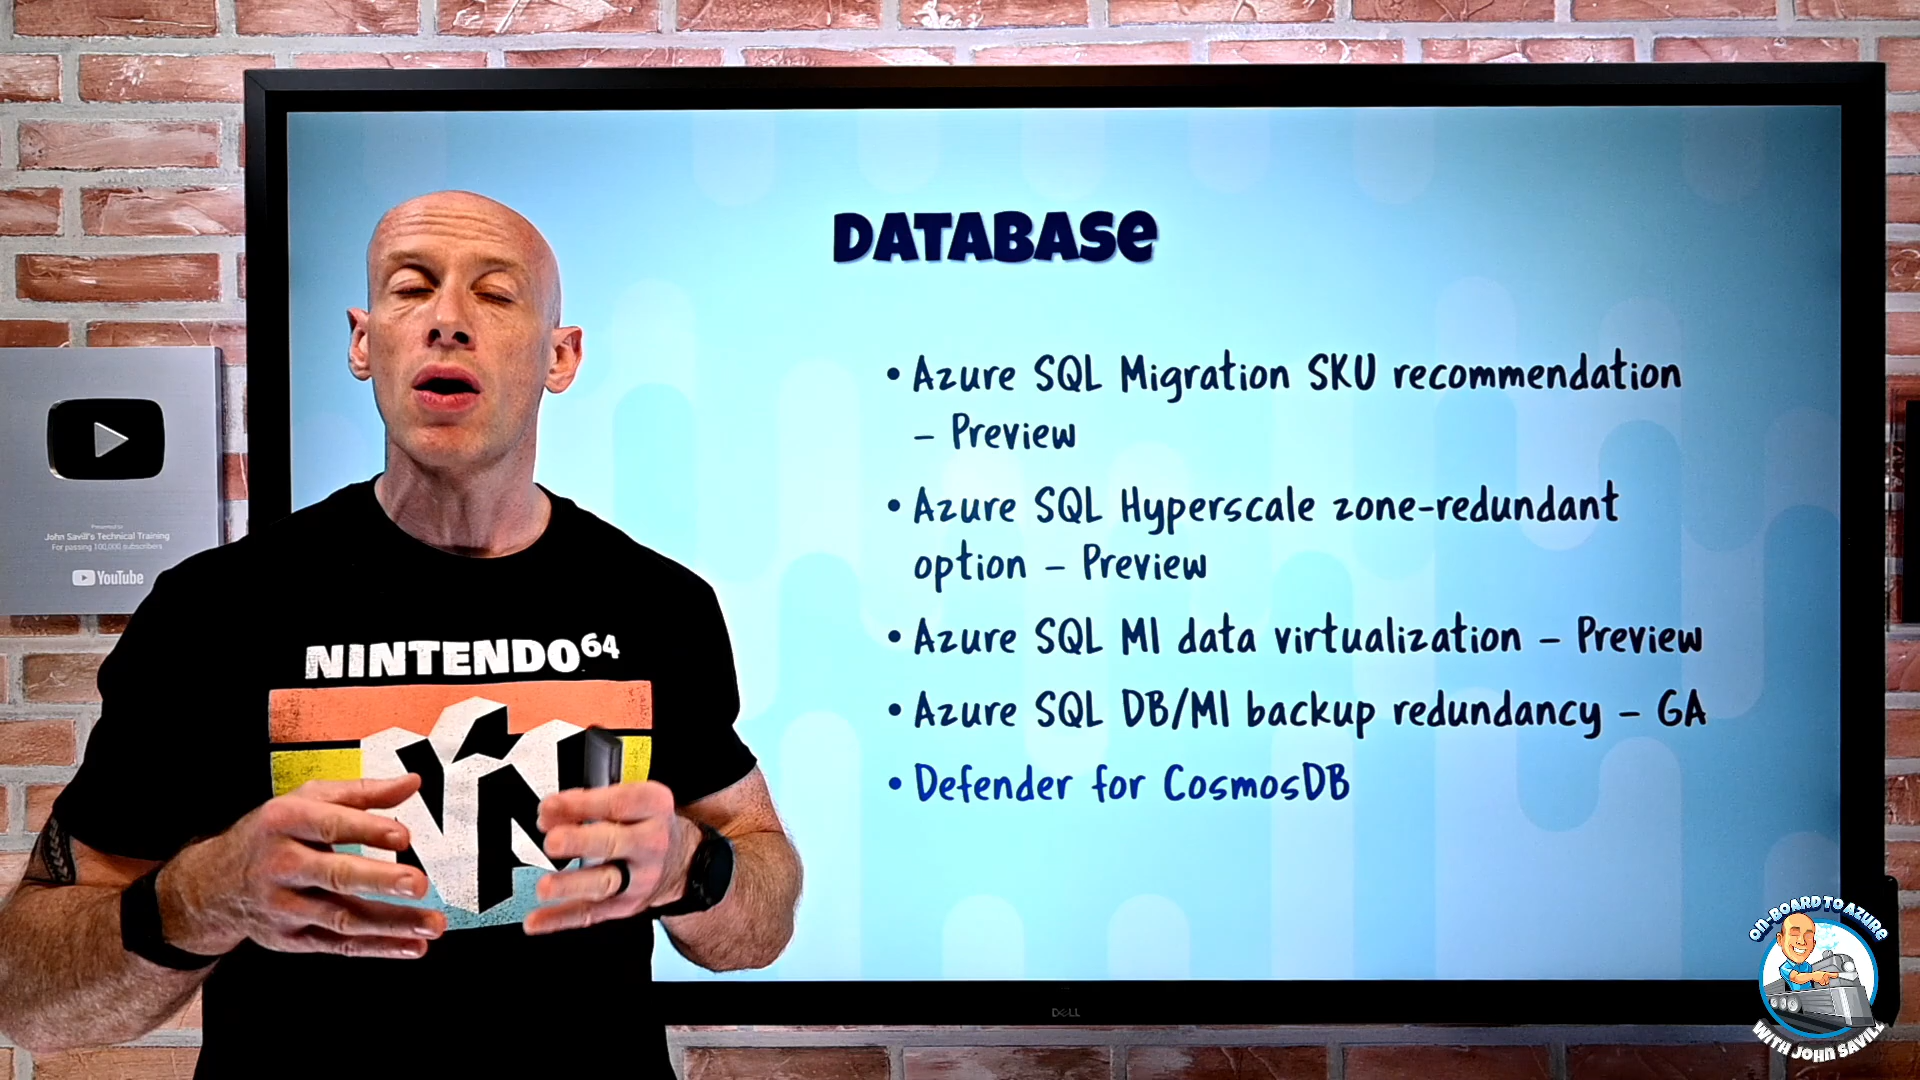 DATABASE
• Azure SQL Migration SKU recommendation
– Preview
• Azure SQL Hyperscale zone-redundant
option – Preview
• Azure SQL MI data virtualization – Preview
• Azure SQL DB/MI backup redundancy – GA
• Defender for CosmosDB
Presented to
John Savill's Technical Training
For passing 100,000 subscribers
YouTube
NINTENDO64
DELL
ON-BOARD TO AZURE
WITH JOHN SAVILL